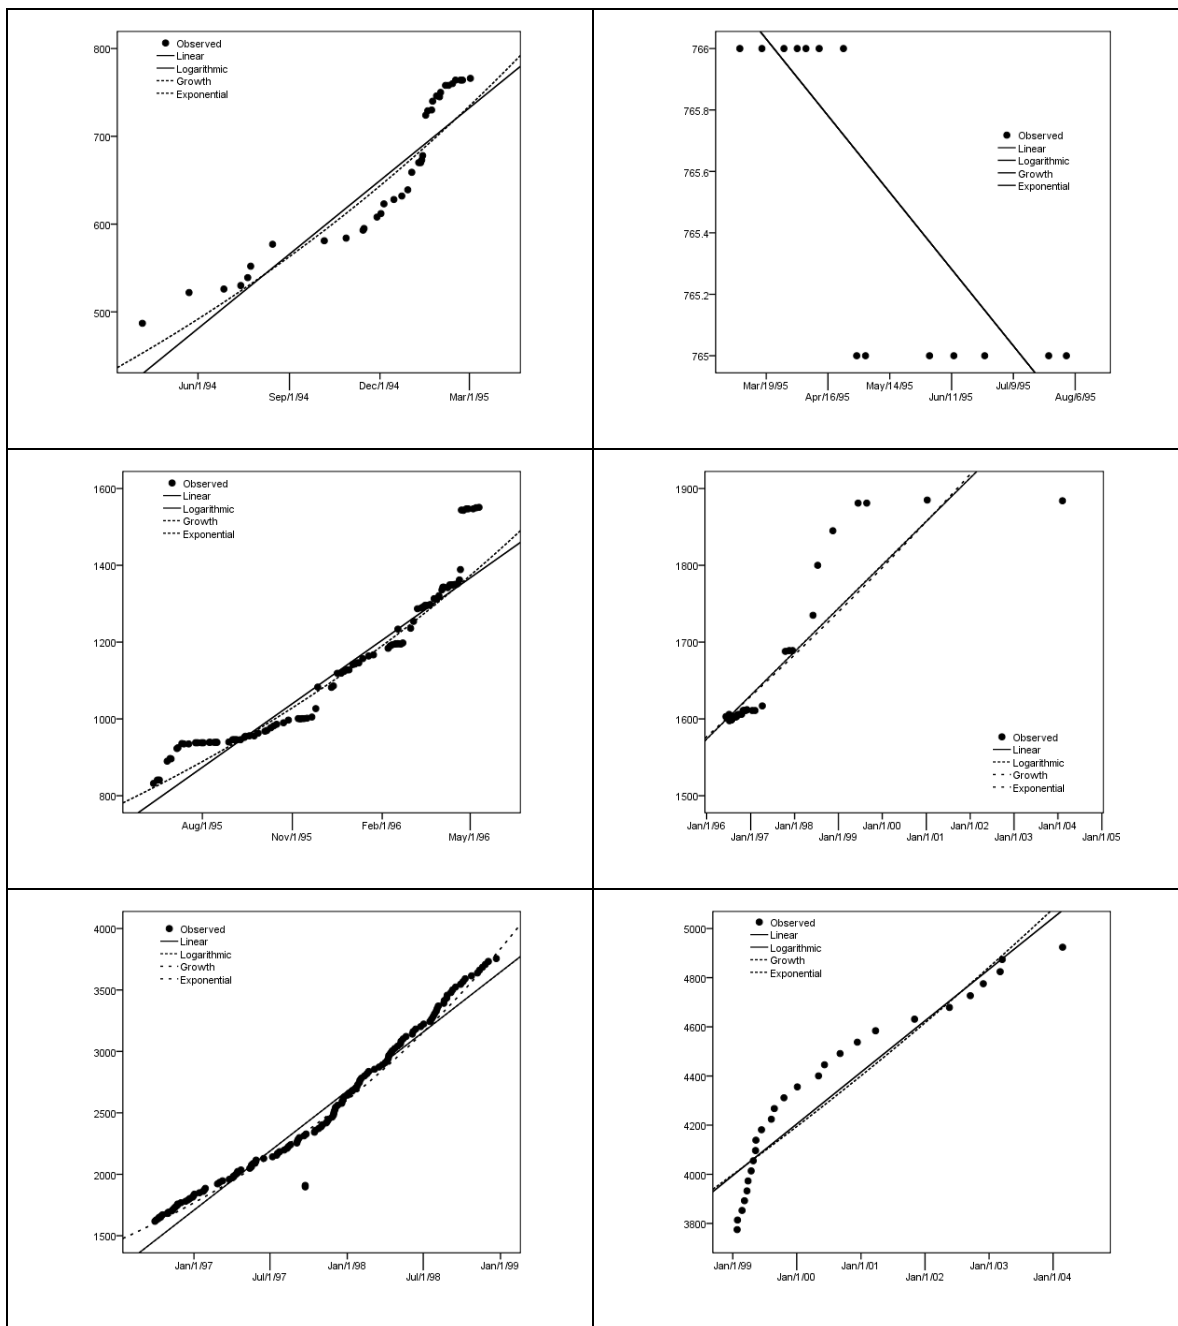 800
700
600
500
Observed
Linear
Logarithmic
Growth
Exponential
Jun/1/94
Dec/1/94
Sep/1/94
Mar/1/95
766
765.8
765.6
765.4
765.2
765
Observed
Linear
Logarithmic
Growth
Exponential
Mar/19/95
May/14/95
Jul/9/95
Apr/16/95
Jun/11/95
Aug/6/95
1600
1400
1200
1000
800
Observed
Linear
Logarithmic
Growth
Exponential
Aug/1/95
Feb/1/96
Nov/1/95
May/1/96
1900
1800
1700
1600
1500
Observed
Linear
Logarithmic
Growth
Exponential
Jan/1/96
Jan/1/98
Jan/1/00
Jan/1/02
Jan/1/04
Jan/1/97
Jan/1/99
Jan/1/01
Jan/1/03
Jan/1/05
4000
3500
3000
2500
2000
1500
Observed
Linear
Logarithmic
Growth
Exponential
Jan/1/97
Jan/1/98
Jan/1/99
Jul/1/97
Jul/1/98
5000
4800
4600
4400
4200
4000
3800
Observed
Linear
Logarithmic
Growth
Exponential
Jan/1/99
Jan/1/01
Jan/1/03
Jan/1/00
Jan/1/02
Jan/1/04